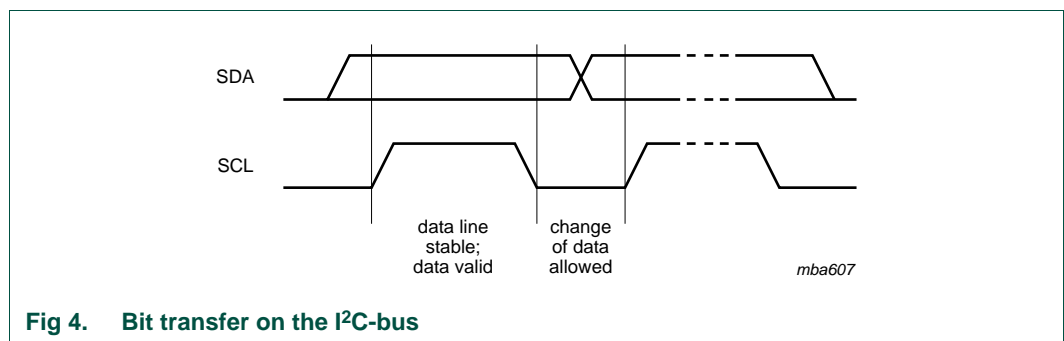 SDA
SCL
data line
stable;
data valid
change
of data
allowed
mba607
Fig 4. Bit transfer on the I²C-bus